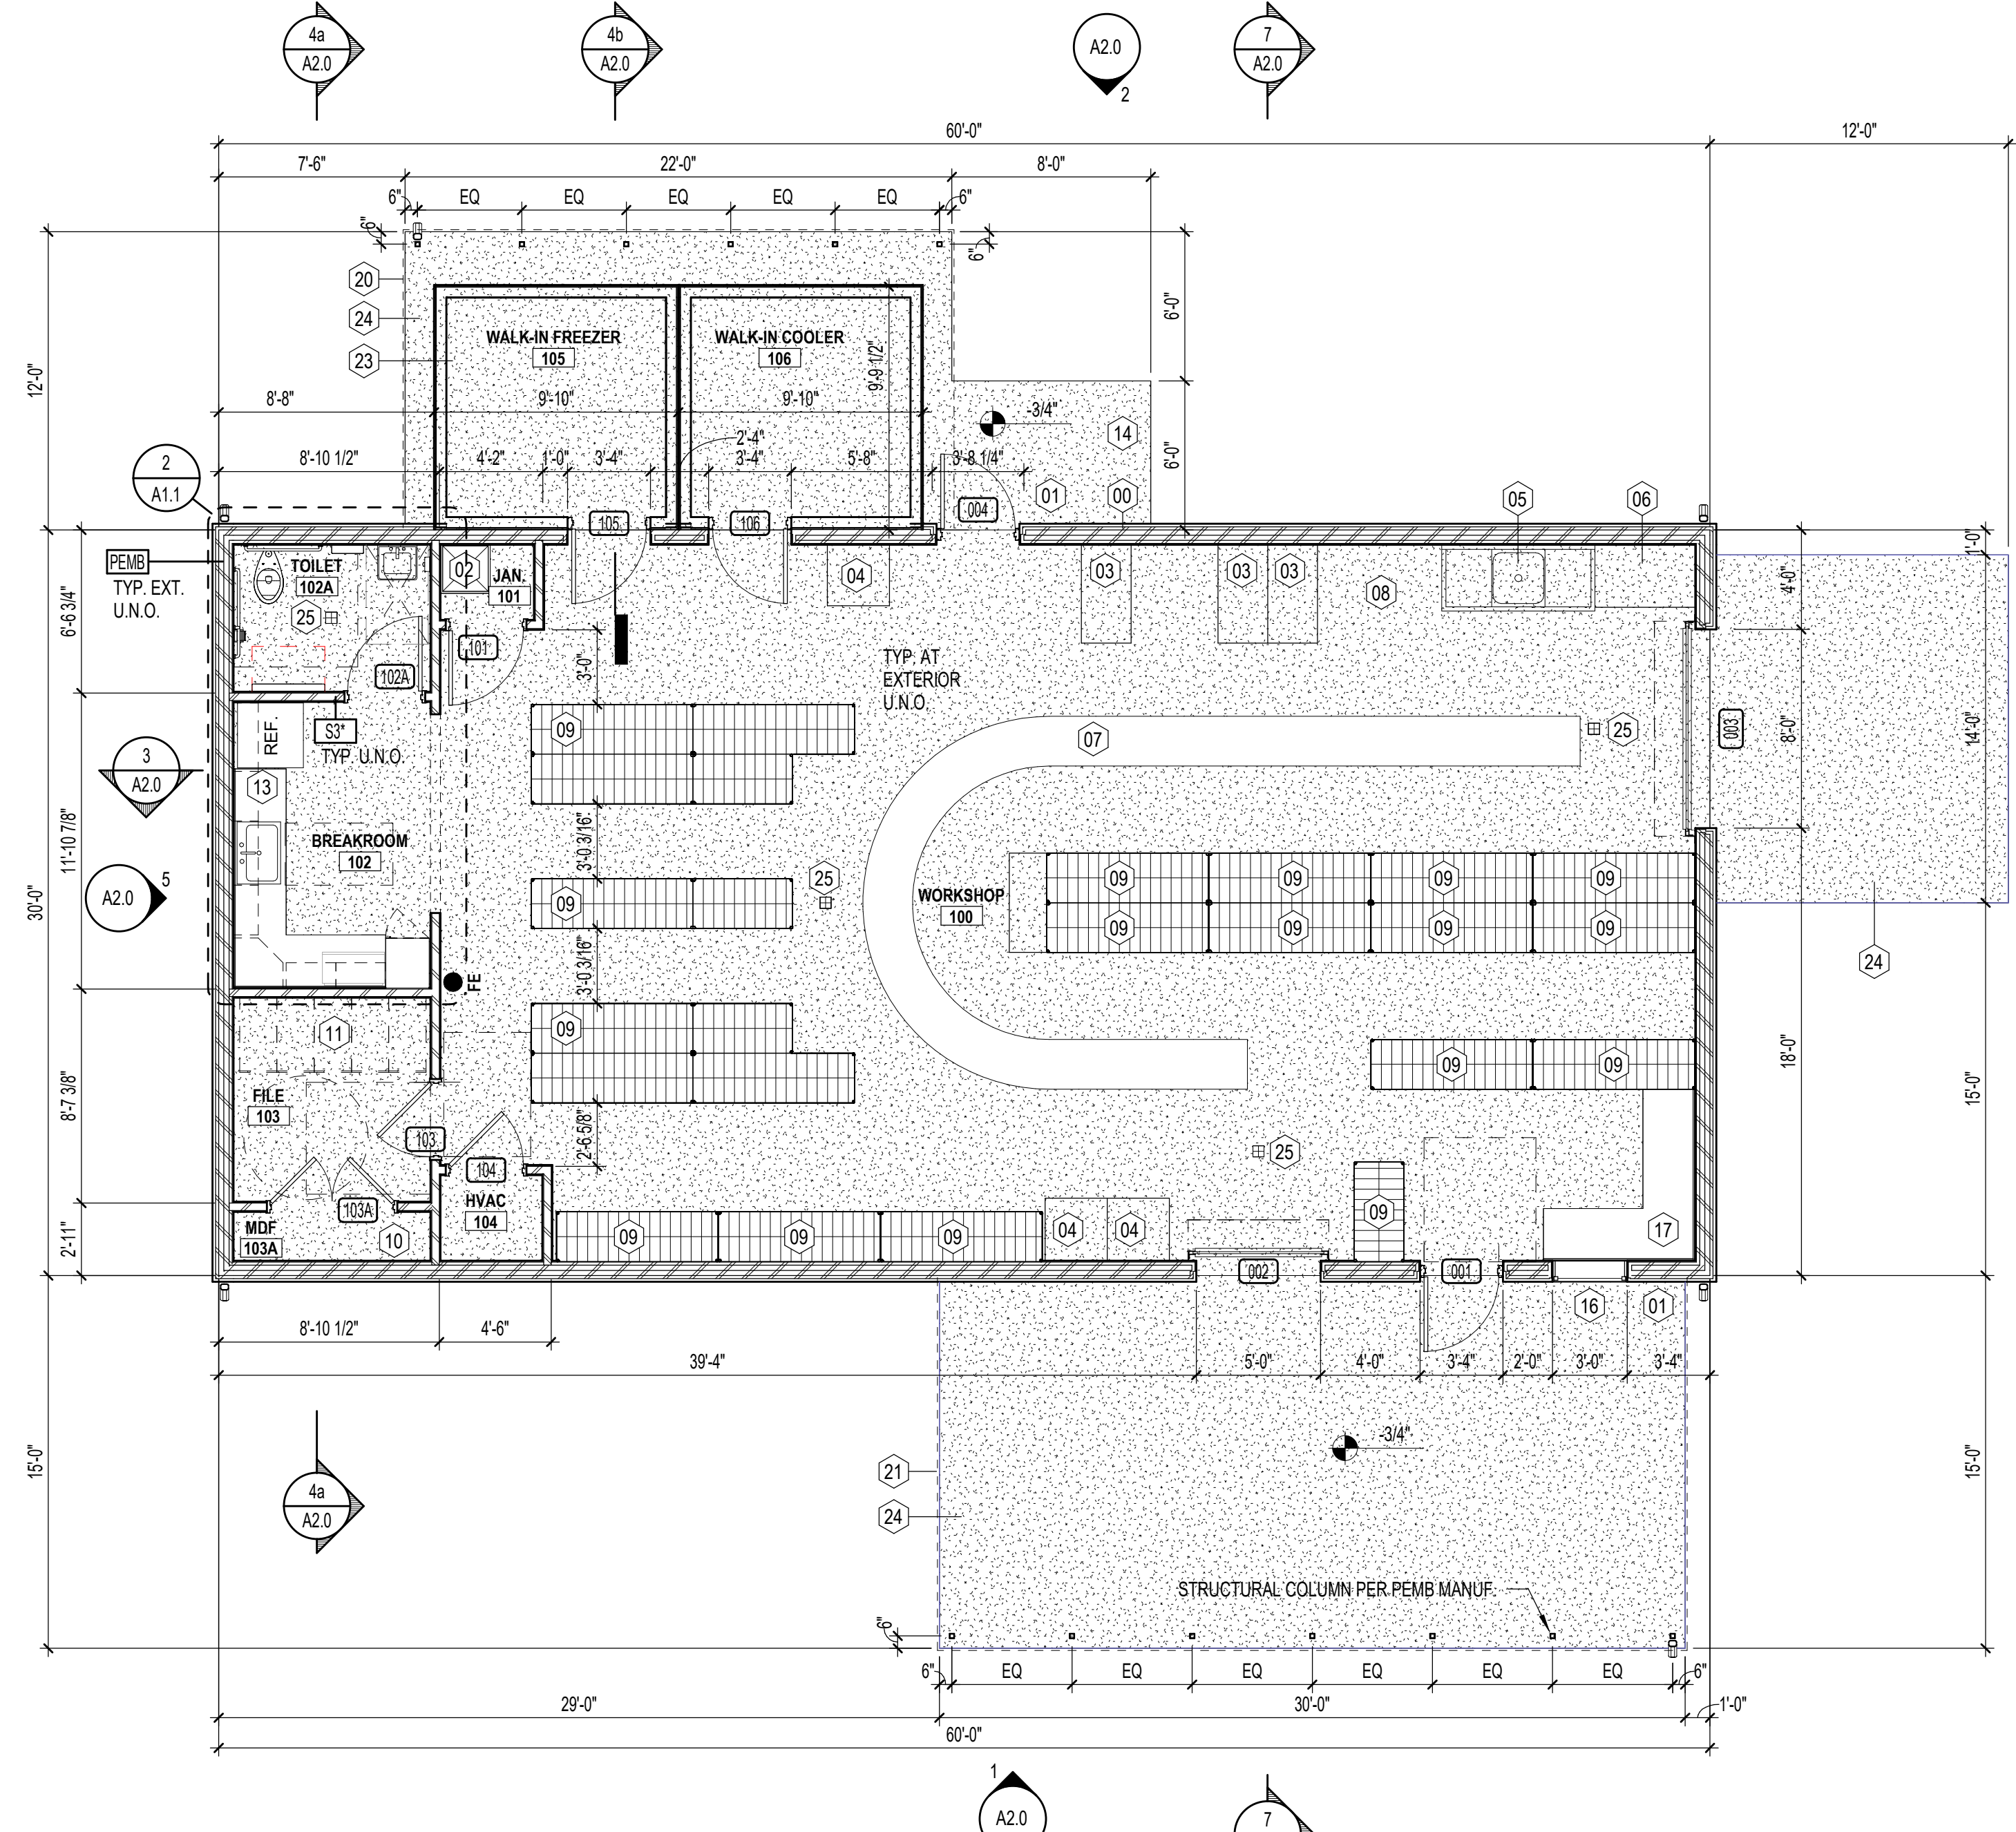 4a
A2.0
4b
A2.0
A2.0
2
7
A2.0
60'-0"
12'-0"
7'-6"
22'-0"
8'-0"
6"
EQ
EQ
EQ
EQ
EQ
6"
6"
6"
12'-0"
20
24
23
WALK-IN FREEZER
105
WALK-IN COOLER
106
9'-9 1/2"
6'-0"
8'-8"
9'-10"
9'-10"
-3/4"
14
6'-0"
2'-4"
8'-10 1/2"
4'-2"
1'-0"
3'-4"
3'-4"
5'-8"
3'-8 1/4"
2
A1.1
01
00
05
06
105
106
004
1'-0"
PEMB
TYP. EXT.
U.N.O.
TOILET
102A
02
JAN.
101
04
03
03
03
08
4'-0"
6'-6 3/4"
25
101
102A
3'-0"
TYP. AT
EXTERIOR
U.N.O.
REF.
S3*
TYP. U.N.O.
09
07
25
003
8'-0"
14'-0"
3
A2.0
13
BREAKROOM
102
11'-10 7/8"
3'-0 3/16"
A2.0
5
30'-0"
09
25
WORKSHOP
100
09
09
09
09
09
09
09
09
24
FE
3'-0 3/16"
11
09
09
09
18'-0"
15'-0"
FILE
103
8'-7 3/8"
103
104
2'-6 5/8"
25
HVAC
104
103A
MDF
103A
10
2'-11"
09
09
09
04
04
09
17
002
001
16
01
8'-10 1/2"
4'-6"
39'-4"
5'-0"
4'-0"
3'-4"
2'-0"
3'-0"
3'-4"
15'-0"
4a
A2.0
21
24
-3/4"
15'-0"
STRUCTURAL COLUMN PER PEMB MANUF.
6"
6"
EQ
EQ
EQ
EQ
EQ
EQ
6"
29'-0"
30'-0"
1'-0"
60'-0"
1
A2.0
7